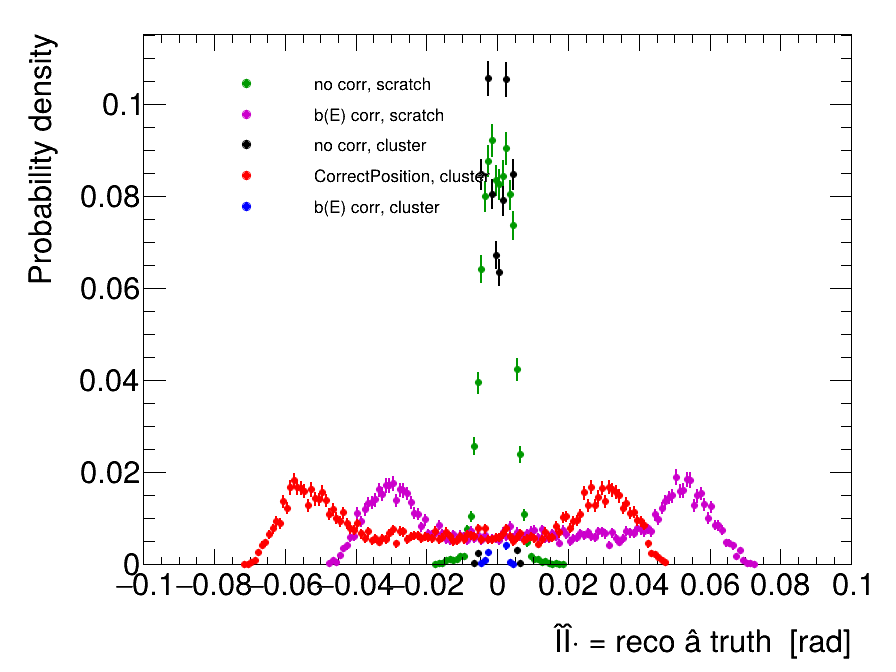 Probability density
no corr, scratch
b(E) corr, scratch
no corr, cluster
CorrectPosition, cluster
b(E) corr, cluster
0.1
0.08
0.06
0.04
0.02
0
−0.1 −0.08 −0.06 −0.04 −0.02 0 0.02 0.04 0.06 0.08 0.1
ÎÎ· = reco â truth [rad]